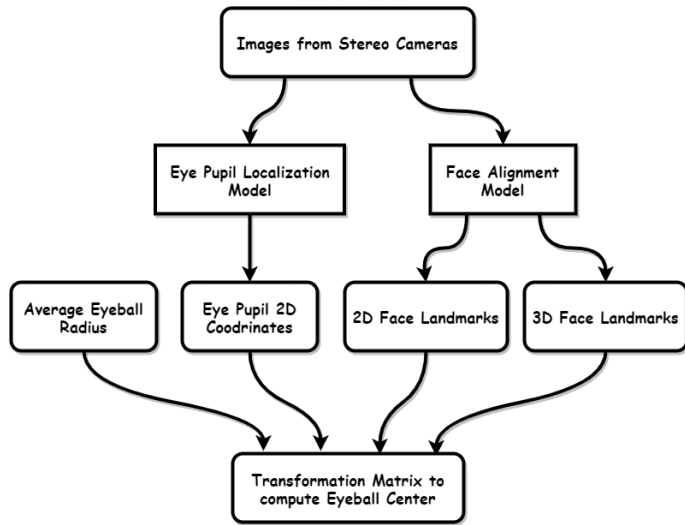 Images from Stereo Cameras
Eye Pupil Localization
Model
Face Alignment
Model
Average Eyeball
Radius
Eye Pupil 2D
Coodrinates
2D Face Landmarks
3D Face Landmarks
Transformation Matrix to
compute Eyeball Center